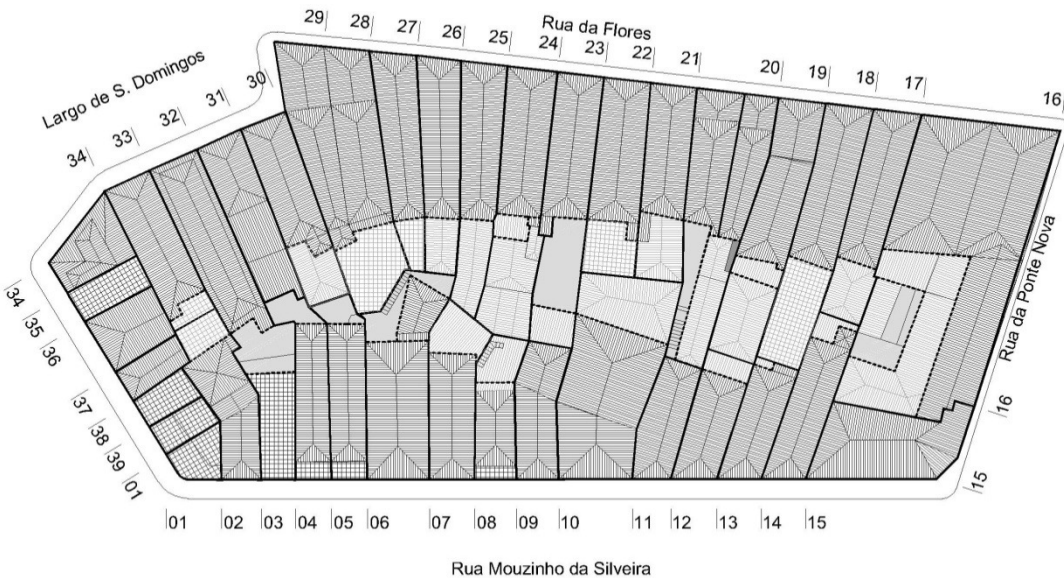 Rua da Flores
29 28 27 26 25 24 23 22 21 20 19 18 17 16
Largo de S. Domingos
34 33 32 31 30
Rua da Ponte Nova
16
15
34
35
36
37
38
39
01
01 02 03 04 05 06 07 08 09 10 11 12 13 14 15
Rua Mouzinho da Silveira